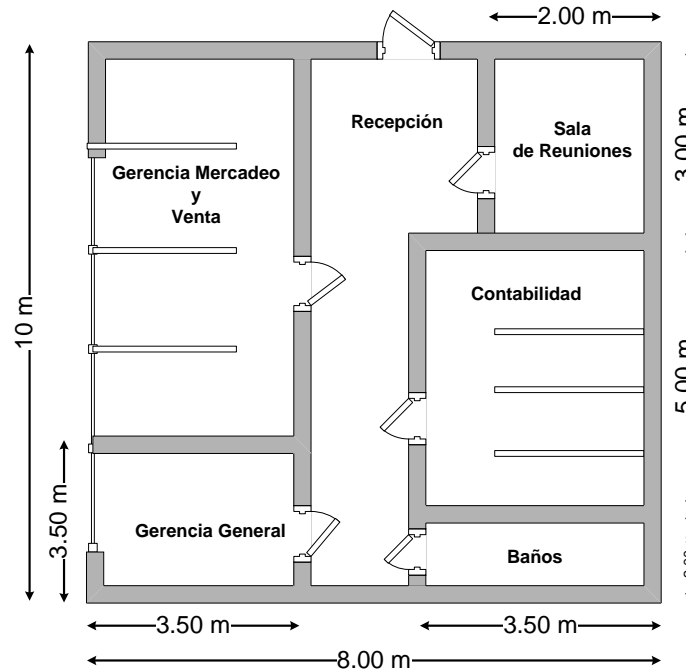 2.00 m
Recepción
Sala
de Reuniones
3.00 m
Gerencia Mercadeo
y
Venta
10 m
Contabilidad
5.00 m
3.50 m
Gerencia General
Baños
3.50 m
3.50 m
8.00 m